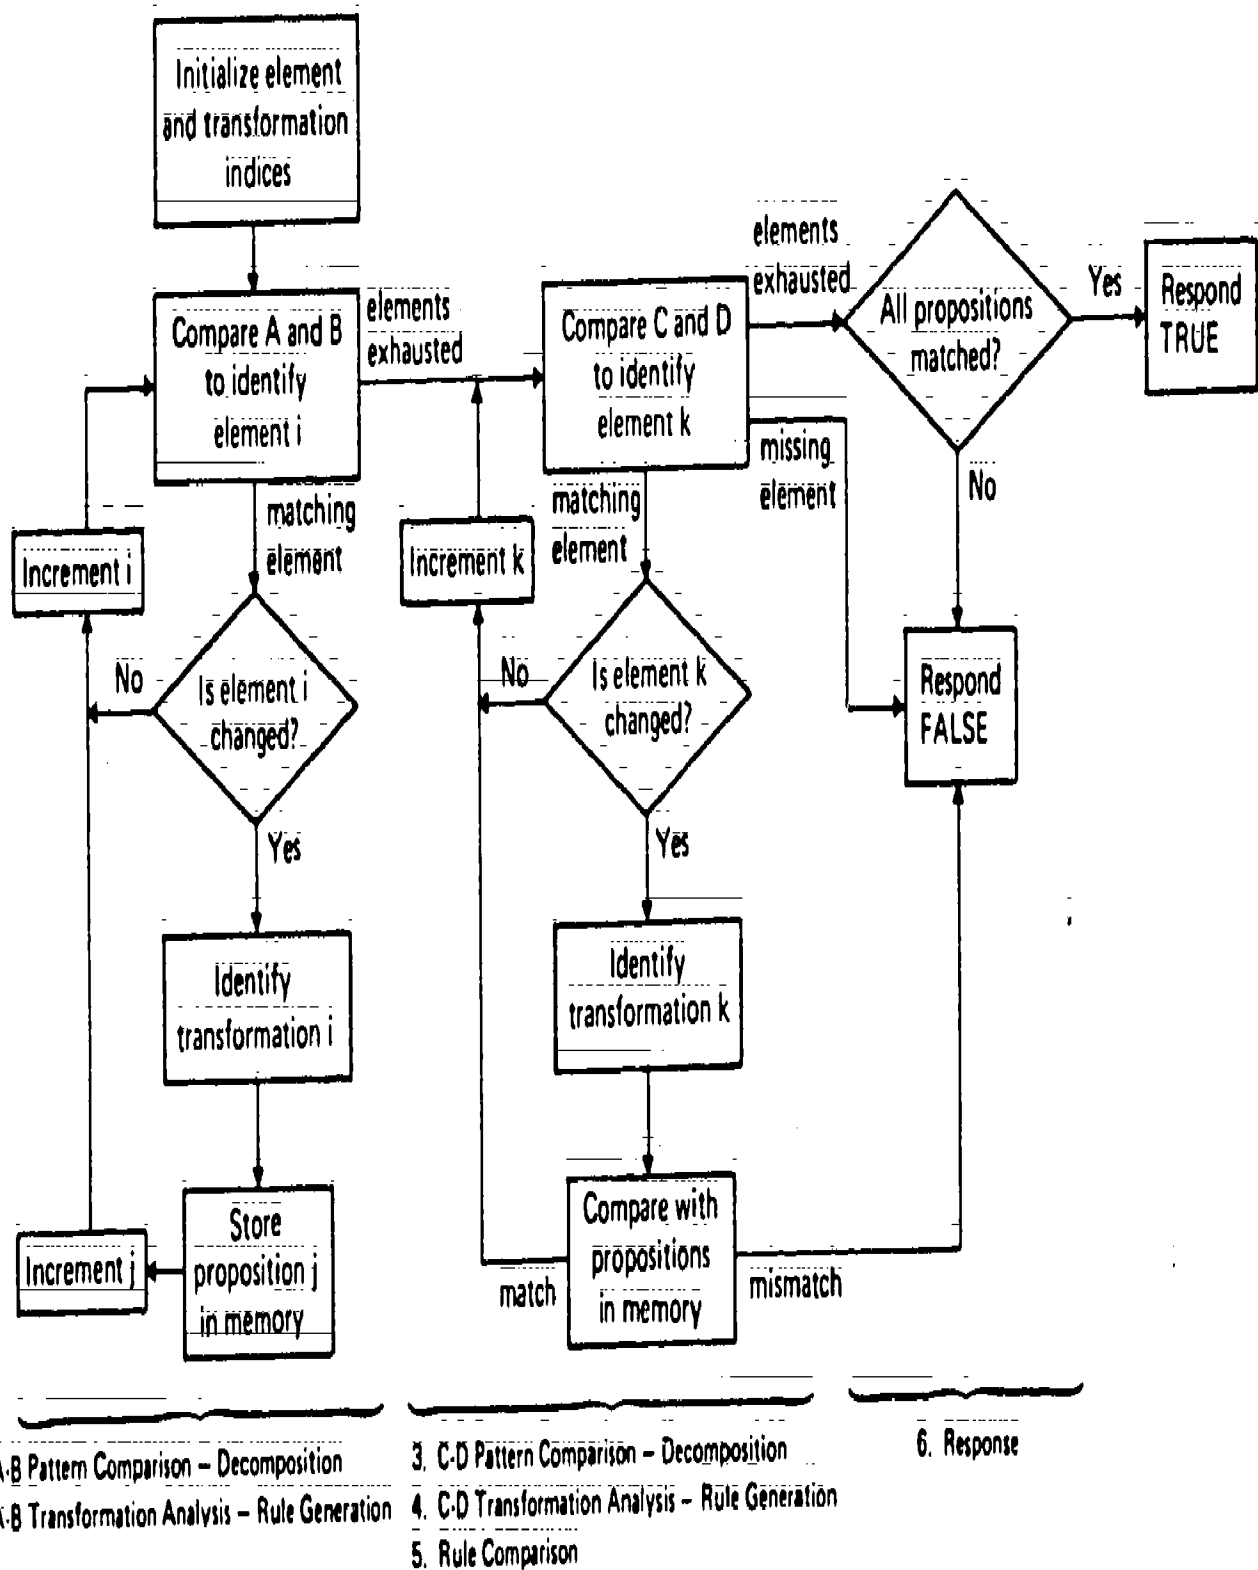 Initialize element
and transformation
indices
Compare A and B
to identify
element i
elements
exhausted
matching
element
Increment i
Is element i
changed?
No
Yes
Identify
transformation i
Store
proposition j
in memory
Increment j
Compare C and D
to identify
element k
elements
exhausted
missing
element
matching
element
Increment k
Is element k
changed?
No
Yes
Identify
transformation k
Compare with
propositions
in memory
match
mismatch
All propositions
matched?
Yes
No
Respond
TRUE
Respond
FALSE
A-B Pattern Comparison – Decomposition
A-B Transformation Analysis – Rule Generation
3. C-D Pattern Comparison – Decomposition
4. C-D Transformation Analysis – Rule Generation
5. Rule Comparison
6. Response